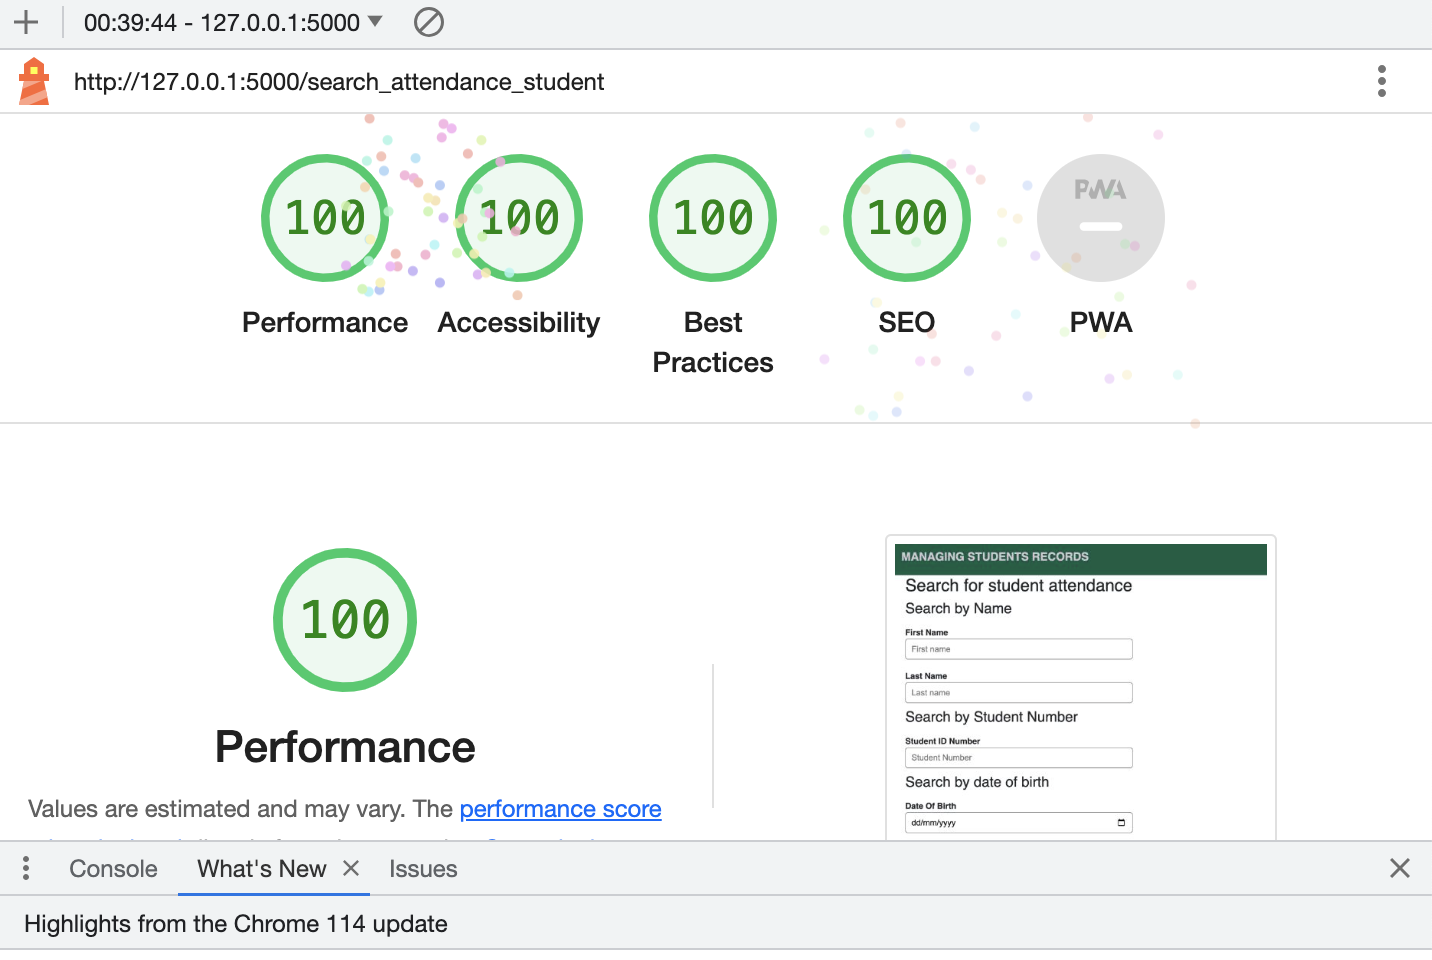 00:39:44 - 127.0.0.1:5000
http://127.0.0.1:5000/search_attendance_student
100 100 100 100 PWA
Performance Accessibility Best Practices SEO PWA
100
Performance
Values are estimated and may vary. The performance score
MANAGING STUDENTS RECORDS
Search for student attendance
Search by Name
First Name
First name
Last Name
Last name
Search by Student Number
Student ID Number
Student Number
Search by date of birth
Date Of Birth
dd/mm/yyyy
Console What's New Issues
Highlights from the Chrome 114 update